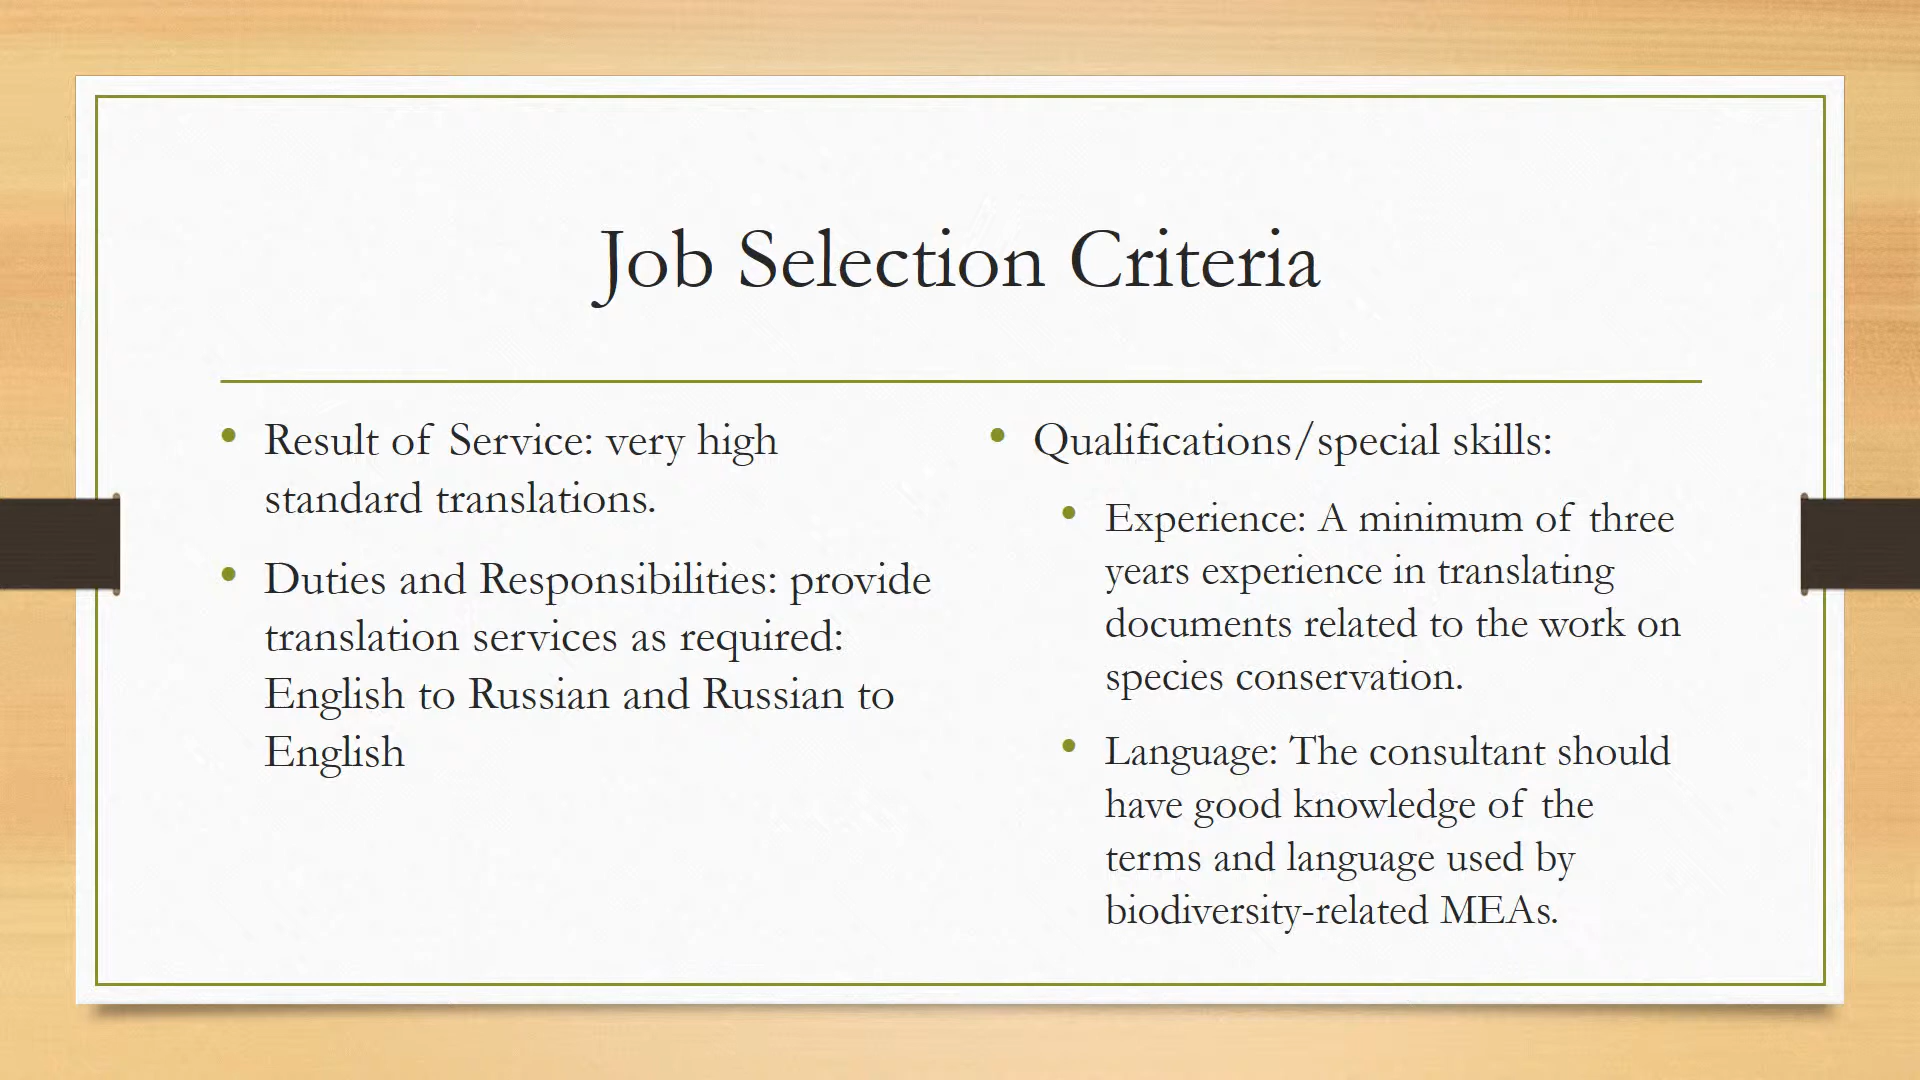 Job Selection Criteria
• Result of Service: very high
standard translations.
• Duties and Responsibilities: provide
translation services as required:
English to Russian and Russian to
English
• Qualifications/special skills:
• Experience: A minimum of three
years experience in translating
documents related to the work on
species conservation.
• Language: The consultant should
have good knowledge of the
terms and language used by
biodiversity-related MEAs.